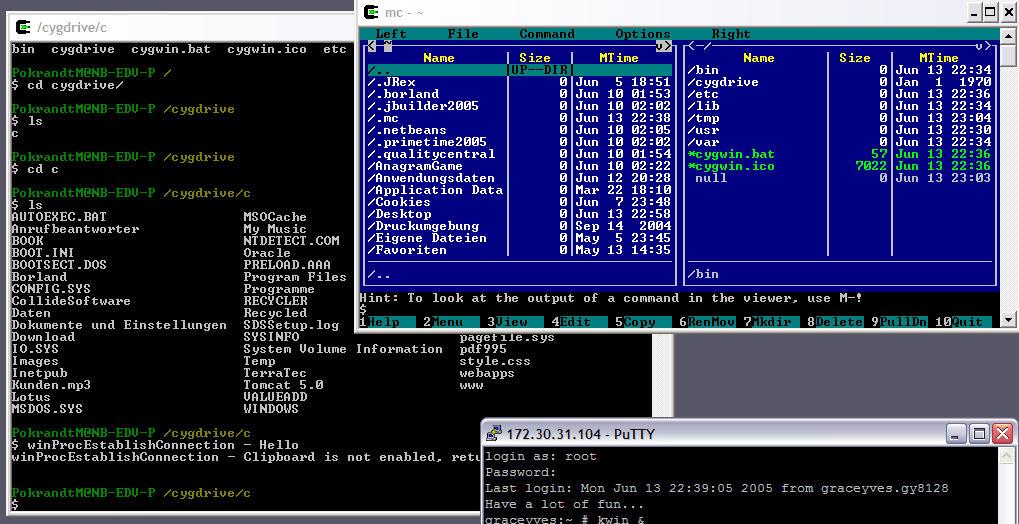 /cygdrive/c
bin  cygdrive  cygwin.bat  cygwin.ico  etc
PokrandtM@NB-EDV-P /
$ cd cygdrive/
PokrandtM@NB-EDV-P /cygdrive
$ ls
c
PokrandtM@NB-EDV-P /cygdrive
$ cd c
PokrandtM@NB-EDV-P /cygdrive/c
$ ls
AUTOEXEC.BAT MSOCache
Anrufbeantworter My Music
BOOK NTDETECT.COM
BOOT.INI Oracle
BOOTSECT.DOS PRELOAD.AAA
Borland Program Files
CONFIG.SYS Programme
CollideSoftware RECYCLER
Daten Recycled
Dokumente und Einstellungen SDSSetup.log
Download SYSINFO pagefile.sys
IO.SYS System Volume Information pdf995
Images Temp style.css
Inetpub TerraTec webapps
Kunden.mp3 Tomcat 5.0 www
Lotus VALUEADD
MSDOS.SYS WINDOWS
PokrandtM@NB-EDV-P /cygdrive/c
$ winProcEstablishConnection - Hello
winProcEstablishConnection - Clipboard is not enabled, retu
PokrandtM@NB-EDV-P /cygdrive/c
$
mc - ~
Left File Command Options Right
<~ v> </ v>
Name Size MTime Name Size MTime
/.. UP--DIR /bin 0 Jun 13 22:34
/.JRex 0 Jun 5 18:51 /cygdrive 0 Jan 1 1970
/.borland 0 Jun 10 01:53 /etc 0 Jun 13 22:36
/.jbuilder2005 0 Jun 10 02:02 /lib 0 Jun 13 22:34
/.mc 0 Jun 13 22:38 /tmp 0 Jun 13 23:04
/.netbeans 0 Jun 10 02:05 /usr 0 Jun 13 22:30
/.primetime2005 0 Jun 10 02:02 /var 0 Jun 13 22:34
/.qualitycentral 0 Jun 10 01:54 *cygwin.bat 57 Jun 13 22:36
/AnagramGame 0 Jun 10 02:22 *cygwin.ico 7022 Jun 13 22:36
/Anwendungsdaten 0 Jun 12 20:28 null 0 Jun 13 23:03
/Application Data 0 Mar 22 18:10
/Cookies 0 Jun 7 23:48
/Desktop 0 Jun 13 22:58
/Druckumgebung 0 Sep 14 2004
/Eigene Dateien 0 May 5 23:45
/Favoriten 0 May 13 14:35
/.. /bin
Hint: To look at the output of a command in the viewer, use M-!
$
1Help 2Menu 3View 4Edit 5Copy 6RenMov 7Mkdir 8Delete 9PullDn 10Quit
172.30.31.104 - PuTTY
login as: root
Password:
Last login: Mon Jun 13 22:39:05 2005 from graceyves.gy8128
Have a lot of fun...
graceyves:~ # kwin &